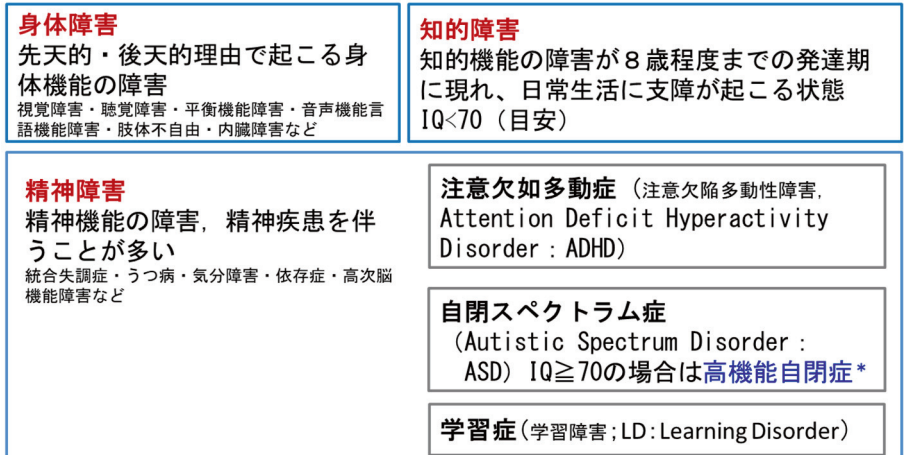 身体障害
先天的・後天的理由で起こる身
体機能の障害
視覚障害・聴覚障害・平衡機能障害・音声機能言
語機能障害・肢体不自由・内臓障害など
知的障害
知的機能の障害が８歳程度までの発達期
に現れ、日常生活に支障が起こる状態
IQ<70（目安）
精神障害
精神機能の障害，精神疾患を伴
うことが多い
統合失調症・うつ病・気分障害・依存症・高次脳
機能障害など
注意欠如多動症（注意欠陥多動性障害，
Attention Deficit Hyperactivity
Disorder：ADHD）
自閉スペクトラム症
（Autistic Spectrum Disorder：
ASD）IQ≧70の場合は高機能自閉症*
学習症（学習障害；LD：Learning Disorder）